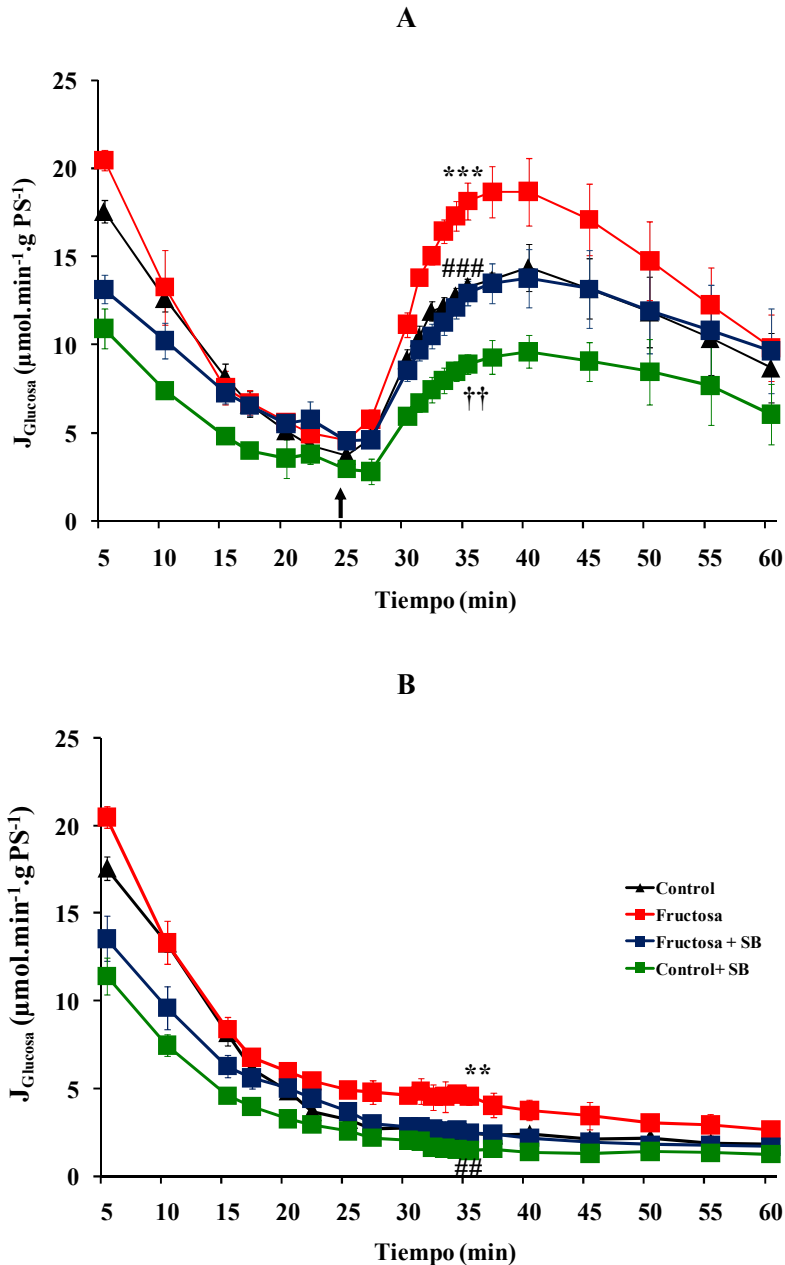 A
J_Glucosa (µmol.min⁻¹.g PS⁻¹)
25
20
15
10
5
0
***
###
††
5 10 15 20 25 30 35 40 45 50 55 60
Tiempo (min)
B
J_Glucosa (µmol.min⁻¹.g PS⁻¹)
25
20
15
10
5
0
Control
Fructosa
Fructosa + SB
Control+ SB
**
##
5 10 15 20 25 30 35 40 45 50 55 60
Tiempo (min)